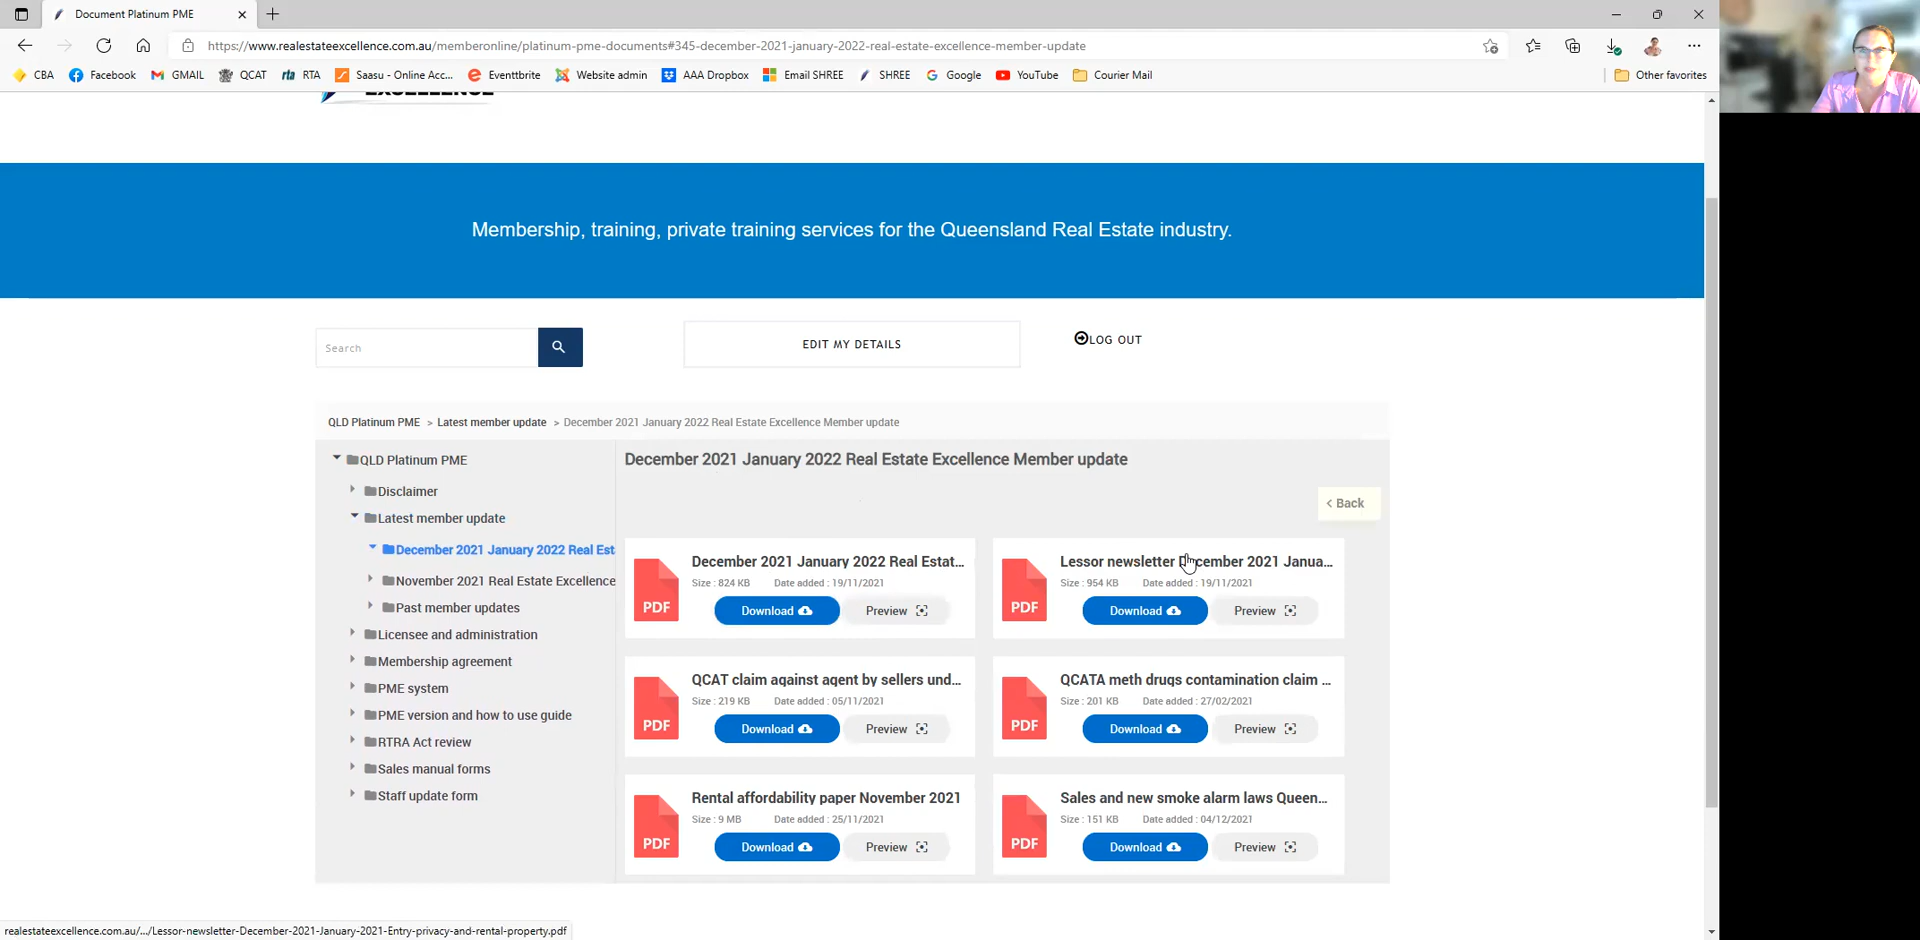 Document Platinum PME
https://www.realestateexcellence.com.au/memberonline/platinum-pme-documents#345-december-2021-january-2022-real-estate-excellence-member-update
CBA Facebook GMAIL QCAT rta RTA Saasu - Online Acc... Eventtbrite Website admin AAA Dropbox Email SHREE SHREE Google YouTube Courier Mail Other favorites
EXCELLENCE
Membership, training, private training services for the Queensland Real Estate industry.
Search
EDIT MY DETAILS
LOG OUT
QLD Platinum PME > Latest member update > December 2021 January 2022 Real Estate Excellence Member update
QLD Platinum PME
Disclaimer
Latest member update
December 2021 January 2022 Real Est
November 2021 Real Estate Excellence
Past member updates
Licensee and administration
Membership agreement
PME system
PME version and how to use guide
RTRA Act review
Sales manual forms
Staff update form
December 2021 January 2022 Real Estate Excellence Member update
< Back
PDF
December 2021 January 2022 Real Estat...
Size : 824 KB Date added : 19/11/2021
Download Preview
PDF
Lessor newsletter December 2021 Janua...
Size : 954 KB Date added : 19/11/2021
Download Preview
PDF
QCAT claim against agent by sellers und...
Size : 219 KB Date added : 05/11/2021
Download Preview
PDF
QCATA meth drugs contamination claim ...
Size : 201 KB Date added : 27/02/2021
Download Preview
PDF
Rental affordability paper November 2021
Size : 9 MB Date added : 25/11/2021
Download Preview
PDF
Sales and new smoke alarm laws Queen...
Size : 151 KB Date added : 04/12/2021
Download Preview
realestateexcellence.com.au/.../Lessor-newsletter-December-2021-January-2021-Entry-privacy-and-rental-property.pdf